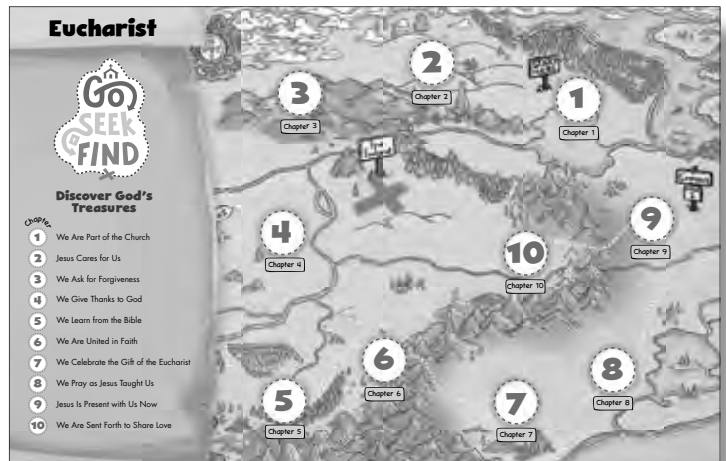 Eucharist
GO
SEEK
FIND
Discover God's
Treasures
Chapter
1 We Are Part of the Church
2 Jesus Cares for Us
3 We Ask for Forgiveness
4 We Give Thanks to God
5 We Learn from the Bible
6 We Are United in Faith
7 We Celebrate the Gift of the Eucharist
8 We Pray as Jesus Taught Us
9 Jesus Is Present with Us Now
10 We Are Sent Forth to Share Love
1
Chapter 1
2
Chapter 2
3
Chapter 3
4
Chapter 4
5
Chapter 5
6
Chapter 6
7
Chapter 7
8
Chapter 8
9
Chapter 9
10
Chapter 10